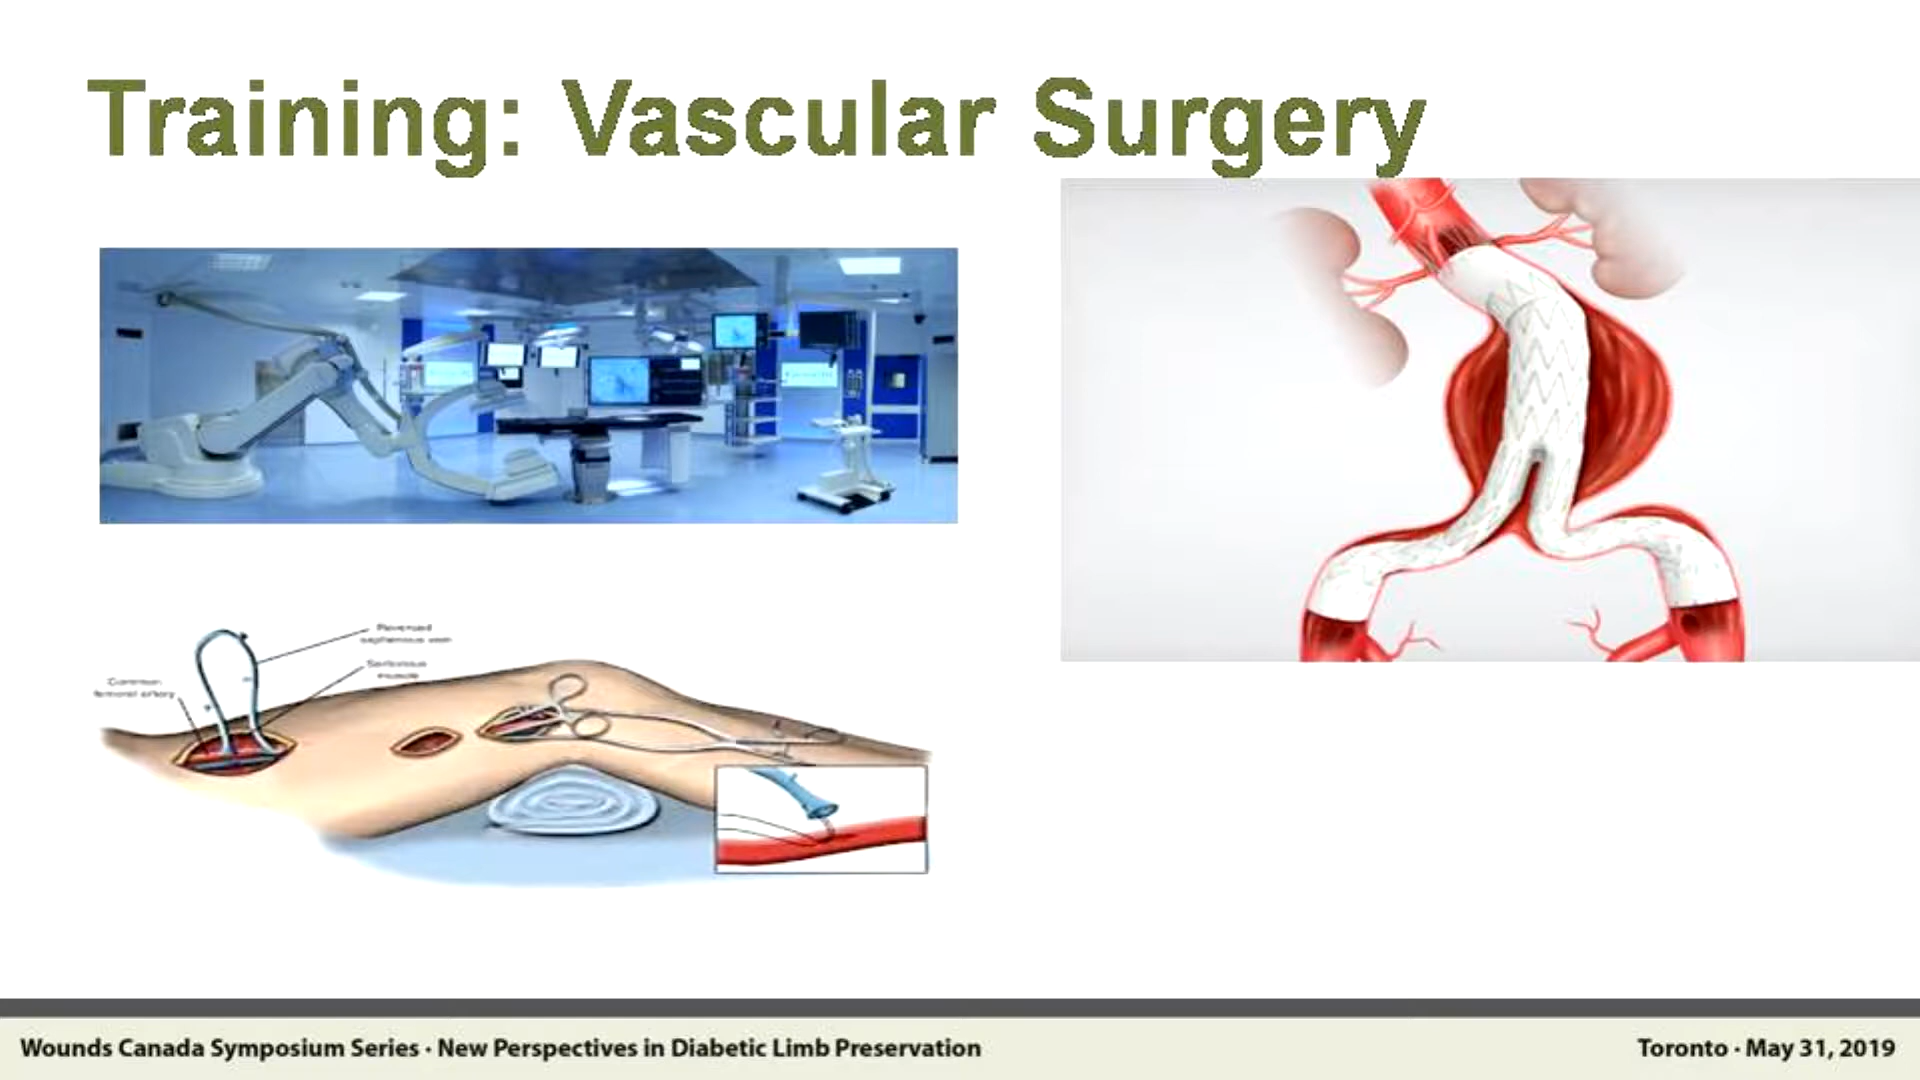 Training: Vascular Surgery
Reversed
saphenous vein
Sartorious
muscle
Common
femoral artery
Wounds Canada Symposium Series · New Perspectives in Diabetic Limb Preservation
Toronto · May 31, 2019